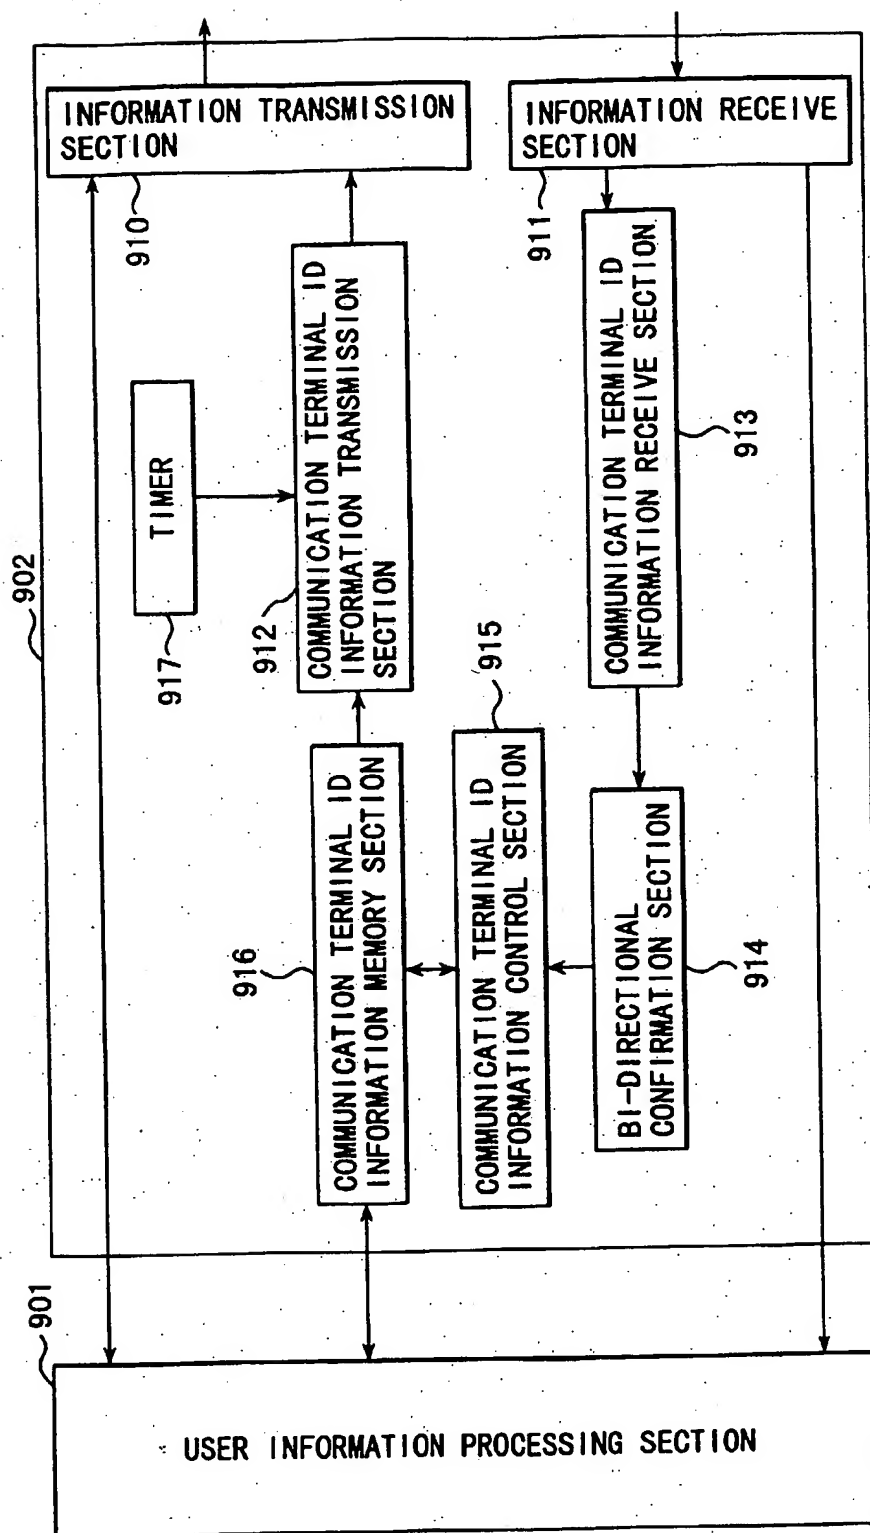 902
INFORMATION TRANSMISSION
SECTION
910
INFORMATION RECEIVE
SECTION
911
TIMER
917
COMMUNICATION TERMINAL ID
INFORMATION TRANSMISSION
SECTION
912
COMMUNICATION TERMINAL ID
INFORMATION RECEIVE SECTION
913
COMMUNICATION TERMINAL ID
INFORMATION MEMORY SECTION
916
COMMUNICATION TERMINAL ID
INFORMATION CONTROL SECTION
915
BI-DIRECTIONAL
CONFIRMATION SECTION
914
901
USER INFORMATION PROCESSING SECTION